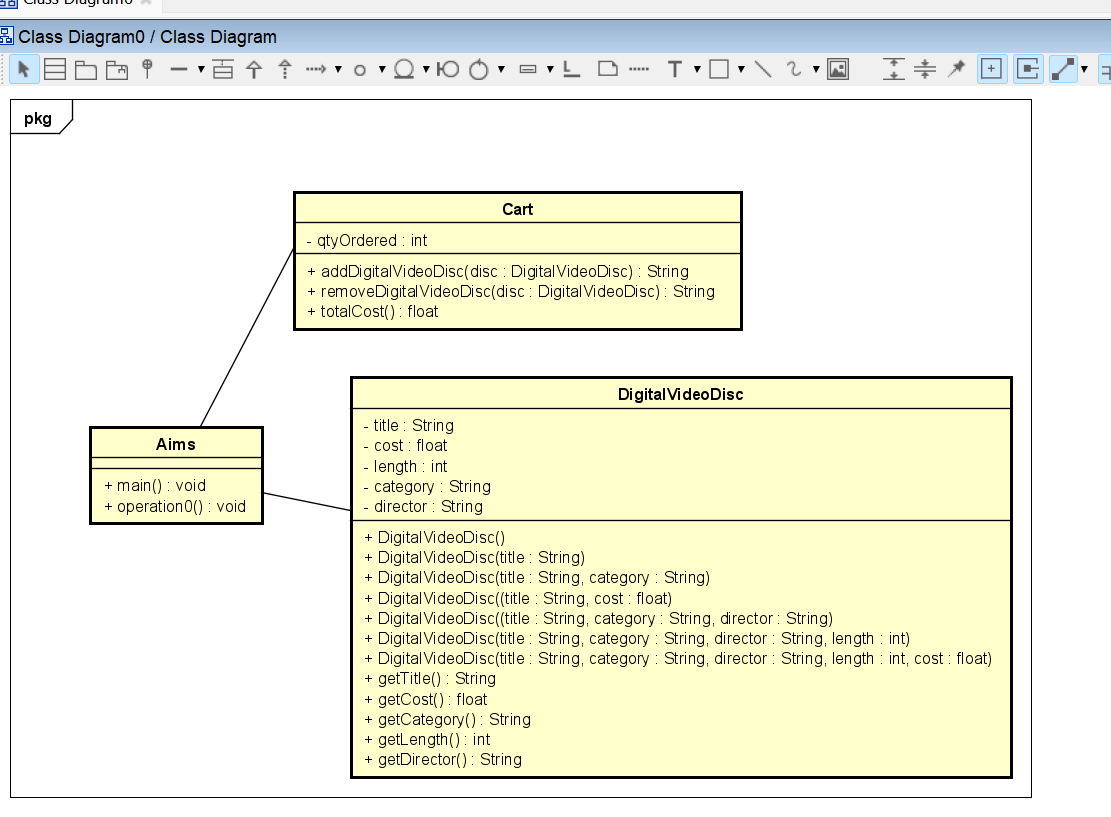 Class Diagram0
Class Diagram0 / Class Diagram
T
pkg
Cart
- qtyOrdered : int
+ addDigitalVideoDisc(disc : DigitalVideoDisc) : String
+ removeDigitalVideoDisc(disc : DigitalVideoDisc) : String
+ totalCost() : float
Aims
+ main() : void
+ operation0() : void
DigitalVideoDisc
- title : String
- cost : float
- length : int
- category : String
- director : String
+ DigitalVideoDisc()
+ DigitalVideoDisc(title : String)
+ DigitalVideoDisc(title : String, category : String)
+ DigitalVideoDisc((title : String, cost : float)
+ DigitalVideoDisc((title : String, category : String, director : String)
+ DigitalVideoDisc(title : String, category : String, director : String, length : int)
+ DigitalVideoDisc(title : String, category : String, director : String, length : int, cost : float)
+ getTitle() : String
+ getCost() : float
+ getCategory() : String
+ getLength() : int
+ getDirector() : String